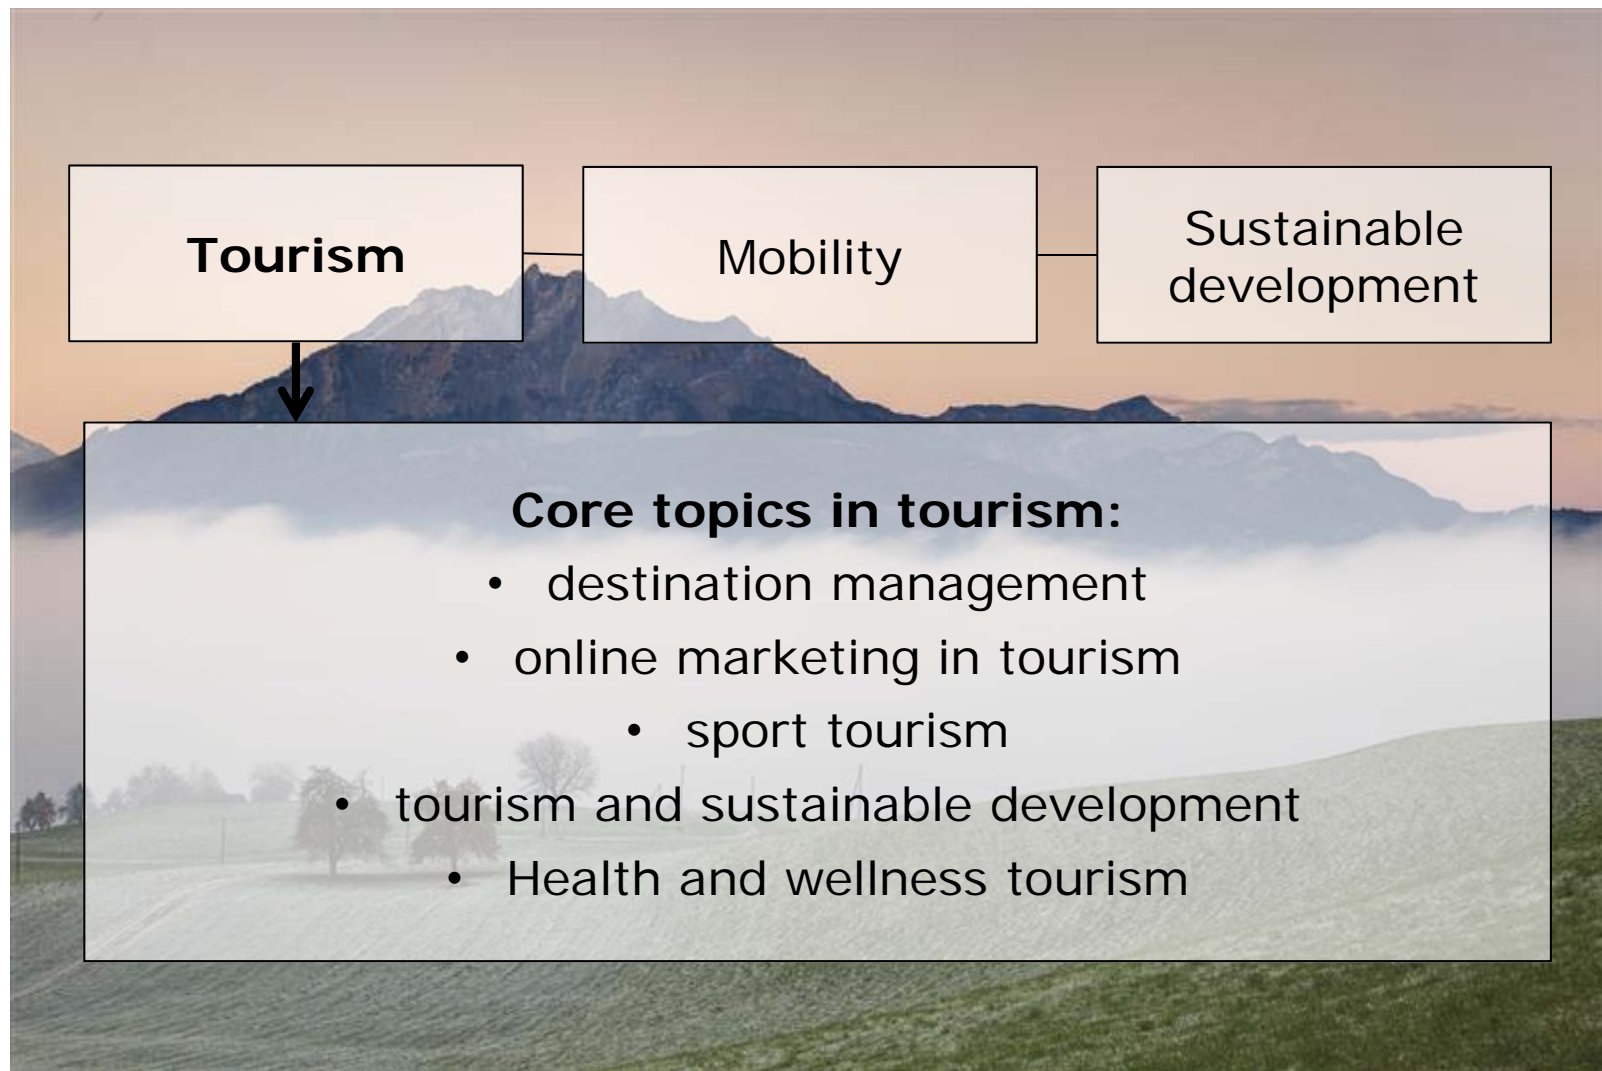 Tourism
Mobility
Sustainable
development
Core topics in tourism:
• destination management
• online marketing in tourism
• sport tourism
• tourism and sustainable development
• Health and wellness tourism